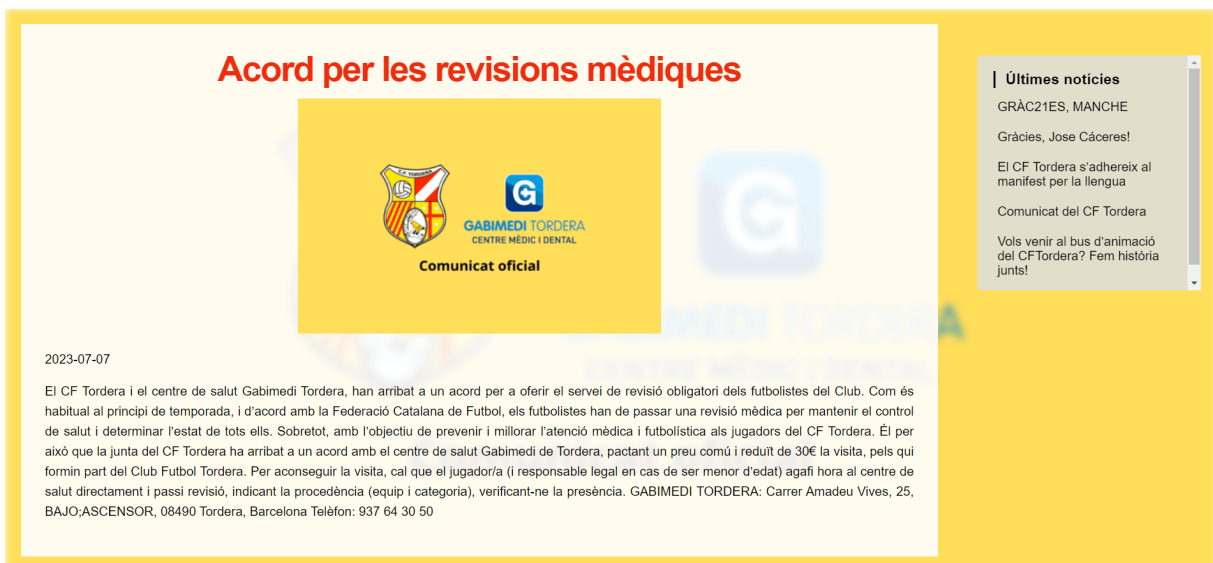 Acord per les revisions mèdiques
C.F. TORDERA
G
GABIMEDI TORDERA
CENTRE MÈDIC I DENTAL
Comunicat oficial
2023-07-07
El CF Tordera i el centre de salut Gabimedi Tordera, han arribat a un acord per a oferir el servei de revisió obligatori dels futbolistes del Club. Com és
habitual al principi de temporada, i d'acord amb la Federació Catalana de Futbol, els futbolistes han de passar una revisió mèdica per mantenir el control
de salut i determinar l'estat de tots ells. Sobretot, amb l'objectiu de prevenir i millorar l'atenció mèdica i futbolística als jugadors del CF Tordera. Él per
això que la junta del CF Tordera ha arribat a un acord amb el centre de salut Gabimedi de Tordera, pactant un preu comú i reduït de 30€ la visita, pels qui
formin part del Club Futbol Tordera. Per aconseguir la visita, cal que el jugador/a (i responsable legal en cas de ser menor d'edat) agafi hora al centre de
salut directament i passi revisió, indicant la procedència (equip i categoria), verificant-ne la presència. GABIMEDI TORDERA: Carrer Amadeu Vives, 25,
BAJO;ASCENSOR, 08490 Tordera, Barcelona Telèfon: 937 64 30 50
G
MEDI TORDERA
CENTRE MÈDIC I DENTAL
Últimes notícies
GRÀC21ES, MANCHE
Gràcies, Jose Cáceres!
El CF Tordera s'adhereix al
manifest per la llengua
Comunicat del CF Tordera
Vols venir al bus d'animació
del CFTordera? Fem història
junts!